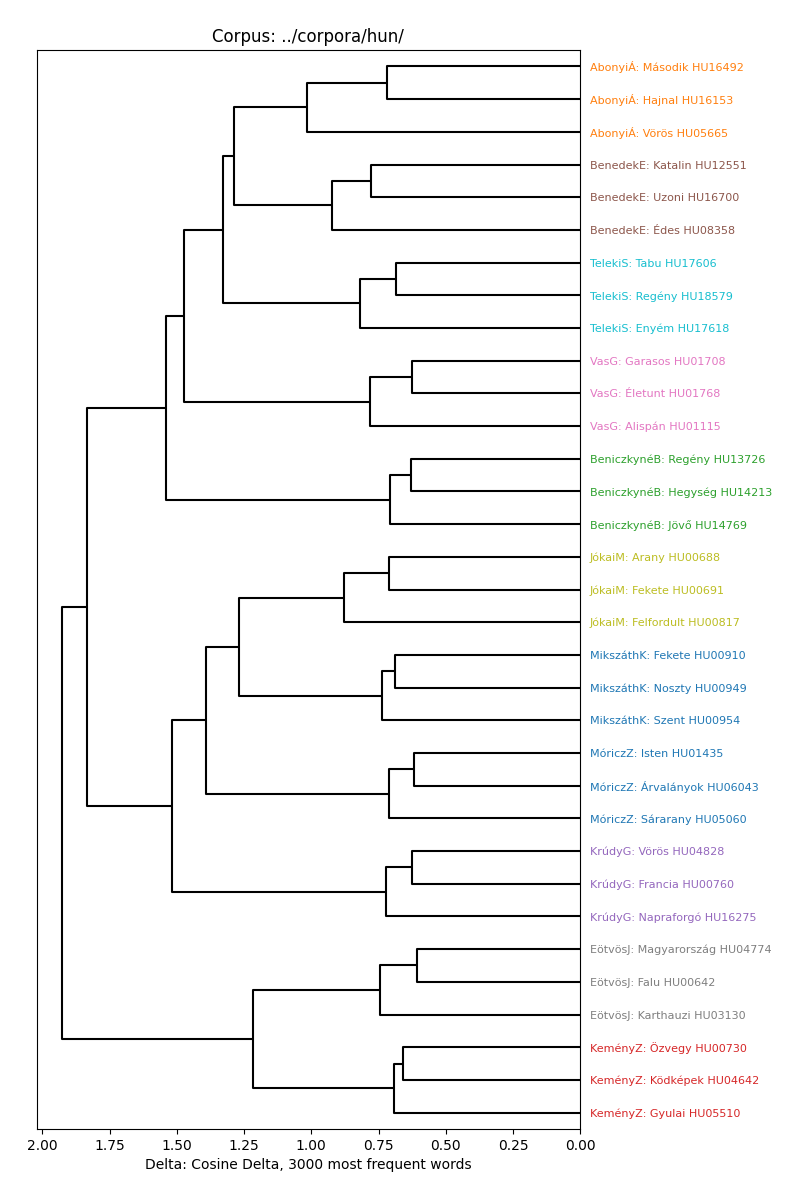 Corpus: ../corpora/hun/
AbonyiÁ: Második HU16492
AbonyiÁ: Hajnal HU16153
AbonyiÁ: Vörös HU05665
BenedekE: Katalin HU12551
BenedekE: Uzoni HU16700
BenedekE: Édes HU08358
TelekiS: Tabu HU17606
TelekiS: Regény HU18579
TelekiS: Enyém HU17618
VasG: Garasos HU01708
VasG: Életunt HU01768
VasG: Alispán HU01115
BeniczkynéB: Regény HU13726
BeniczkynéB: Hegység HU14213
BeniczkynéB: Jövő HU14769
JókaiM: Arany HU00688
JókaiM: Fekete HU00691
JókaiM: Felfordult HU00817
MikszáthK: Fekete HU00910
MikszáthK: Noszty HU00949
MikszáthK: Szent HU00954
MóriczZ: Isten HU01435
MóriczZ: Árvalányok HU06043
MóriczZ: Sárarany HU05060
KrúdyG: Vörös HU04828
KrúdyG: Francia HU00760
KrúdyG: Napraforgó HU16275
EötvösJ: Magyarország HU04774
EötvösJ: Falu HU00642
EötvösJ: Karthauzi HU03130
KeményZ: Özvegy HU00730
KeményZ: Ködképek HU04642
KeményZ: Gyulai HU05510
2.00 1.75 1.50 1.25 1.00 0.75 0.50 0.25 0.00
Delta: Cosine Delta, 3000 most frequent words